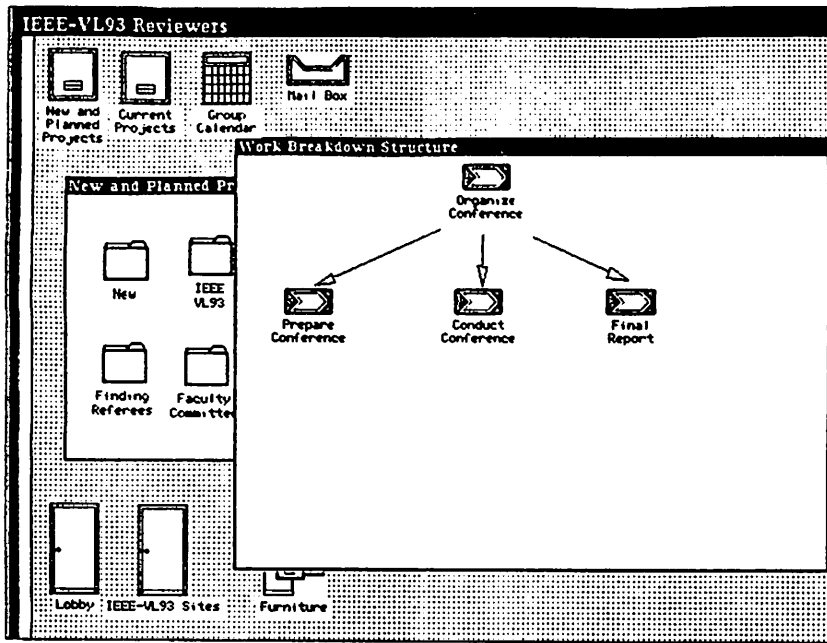 IEEE-VL93 Reviewers
New and
Planned
Projects
Current
Projects
Group
Calendar
Mail Box
Work Breakdown Structure
Organize
Conference
Prepare
Conference
Conduct
Conference
Final
Report
New and Planned Pr
New
IEEE
VL93
Finding
Referees
Faculty
Committee
Lobby
IEEE-VL93 Sites
Furniture